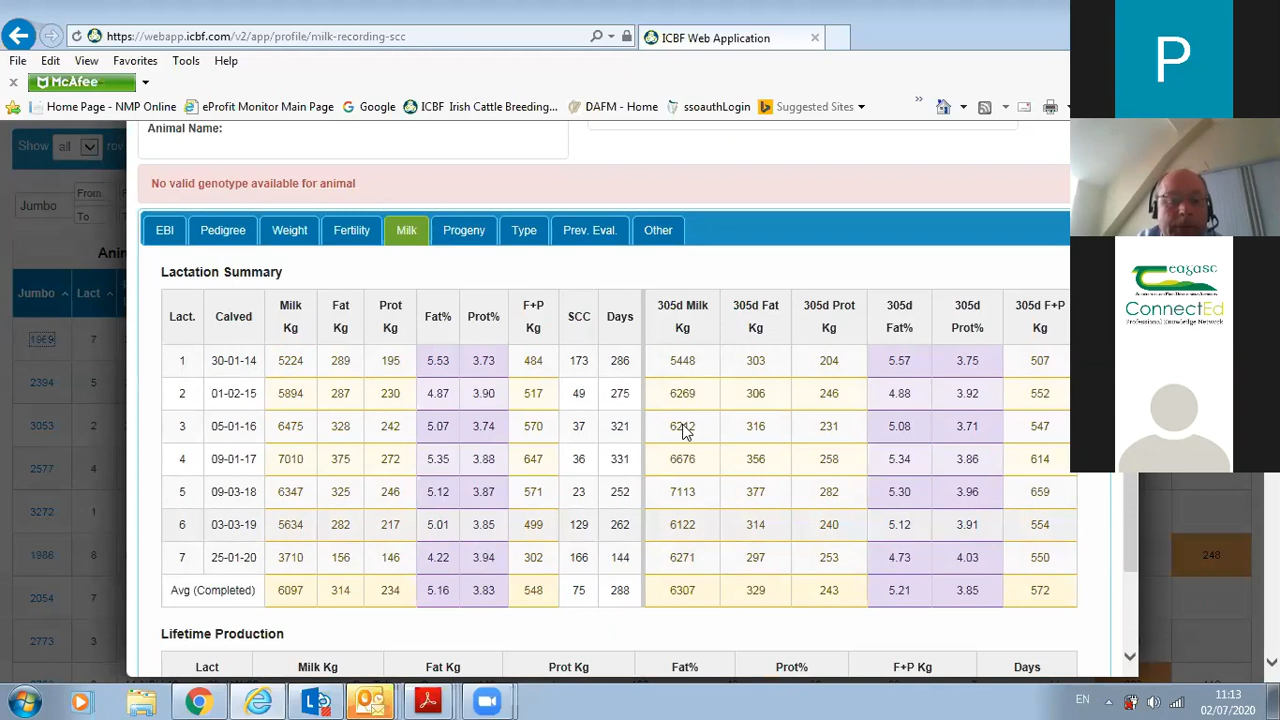 https://webapp.icbf.com/v2/app/profile/milk-recording-scc
ICBF Web Application
File Edit View Favorites Tools Help
McAfee
Home Page - NMP Online eProfit Monitor Main Page Google ICBF Irish Cattle Breeding... DAFM - Home ssoauthLogin Suggested Sites
Show all
Jumbo From
To
Jumbo Lact
1969 7
2394 5
3053 2
2577 4
3272 1
1986 8
2054 7
2773 3
248
Animal Name:
No valid genotype available for animal
EBI Pedigree Weight Fertility Milk Progeny Type Prev. Eval. Other
Lactation Summary
Lact. Calved Milk Kg Fat Kg Prot Kg Fat% Prot% F+P Kg SCC Days 305d Milk Kg 305d Fat Kg 305d Prot Kg 305d Fat% 305d Prot% 305d F+P Kg
1 30-01-14 5224 289 195 5.53 3.73 484 173 286 5448 303 204 5.57 3.75 507
2 01-02-15 5894 287 230 4.87 3.90 517 49 275 6269 306 246 4.88 3.92 552
3 05-01-16 6475 328 242 5.07 3.74 570 37 321 316 231 5.08 3.71 547
4 09-01-17 7010 375 272 5.35 3.88 647 36 331 6676 356 258 5.34 3.86 614
5 09-03-18 6347 325 246 5.12 3.87 571 23 252 7113 377 282 5.30 3.96 659
6 03-03-19 5634 282 217 5.01 3.85 499 129 262 6122 314 240 5.12 3.91 554
7 25-01-20 3710 156 146 4.22 3.94 302 166 144 6271 297 253 4.73 4.03 550
Avg (Completed) 6097 314 234 5.16 3.83 548 75 288 6307 329 243 5.21 3.85 572
Lifetime Production
Lact Milk Kg Fat Kg Prot Kg Fat% Prot% F+P Kg Days
P
eagasc
ConnectEd
Professional Knowledge Network
EN
11:13
02/07/2020